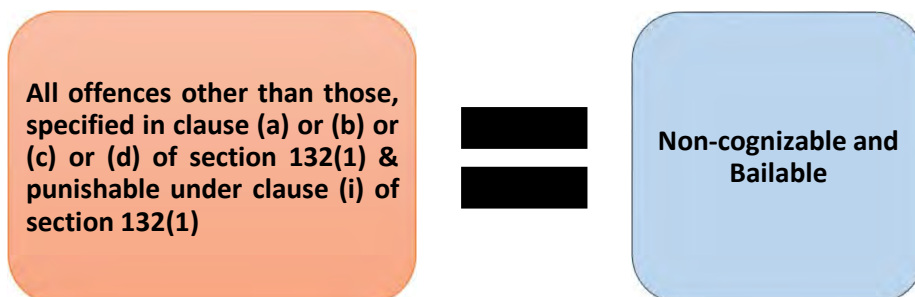 All offences other than those,
specified in clause (a) or (b) or
(c) or (d) of section 132(1) &
punishable under clause (i) of
section 132(1)
Non-cognizable and
Bailable